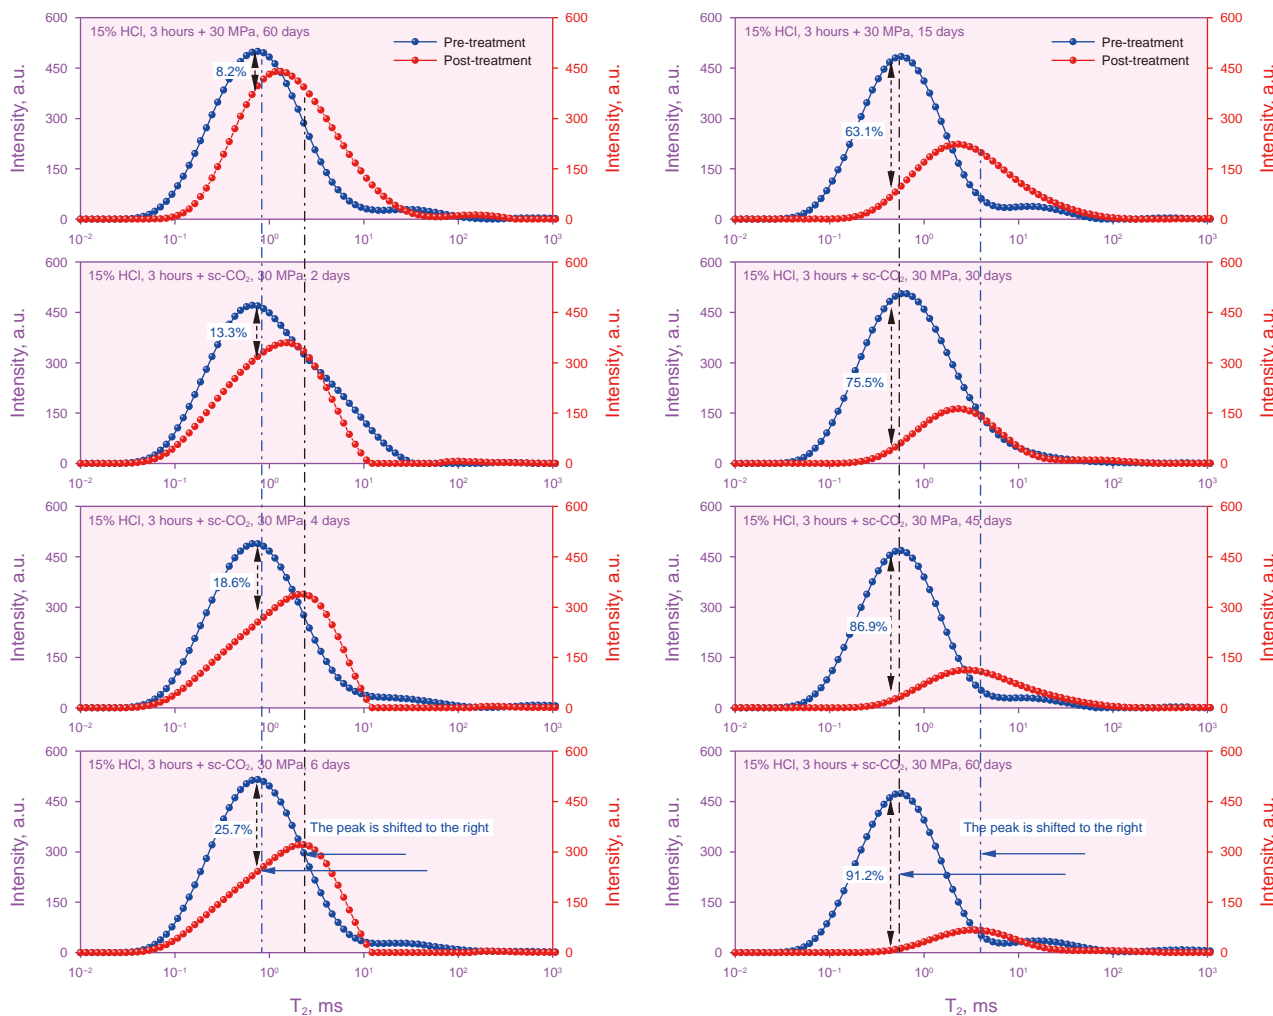 600
450
300
150
0
Intensity, a.u.
15% HCl, 3 hours + 30 MPa, 60 days
Pre-treatment
Post-treatment
8.2%
600
450
300
150
0
Intensity, a.u.
10⁻² 10⁻¹ 10⁰ 10¹ 10² 10³
600
450
300
150
0
Intensity, a.u.
15% HCl, 3 hours + 30 MPa, 15 days
Pre-treatment
Post-treatment
63.1%
600
450
300
150
0
Intensity, a.u.
10⁻² 10⁻¹ 10⁰ 10¹ 10² 10³
600
450
300
150
0
Intensity, a.u.
15% HCl, 3 hours + sc-CO₂, 30 MPa, 2 days
13.3%
600
450
300
150
0
Intensity, a.u.
10⁻² 10⁻¹ 10⁰ 10¹ 10² 10³
600
450
300
150
0
Intensity, a.u.
15% HCl, 3 hours + sc-CO₂, 30 MPa, 30 days
75.5%
600
450
300
150
0
Intensity, a.u.
10⁻² 10⁻¹ 10⁰ 10¹ 10² 10³
600
450
300
150
0
Intensity, a.u.
15% HCl, 3 hours + sc-CO₂, 30 MPa, 4 days
18.6%
600
450
300
150
0
Intensity, a.u.
10⁻² 10⁻¹ 10⁰ 10¹ 10² 10³
600
450
300
150
0
Intensity, a.u.
15% HCl, 3 hours + sc-CO₂, 30 MPa, 45 days
86.9%
600
450
300
150
0
Intensity, a.u.
10⁻² 10⁻¹ 10⁰ 10¹ 10² 10³
600
450
300
150
0
Intensity, a.u.
15% HCl, 3 hours + sc-CO₂, 30 MPa, 6 days
25.7%
The peak is shifted to the right
600
450
300
150
0
Intensity, a.u.
10⁻² 10⁻¹ 10⁰ 10¹ 10² 10³
T₂, ms
600
450
300
150
0
Intensity, a.u.
15% HCl, 3 hours + sc-CO₂, 30 MPa, 60 days
91.2%
The peak is shifted to the right
600
450
300
150
0
Intensity, a.u.
10⁻² 10⁻¹ 10⁰ 10¹ 10² 10³
T₂, ms